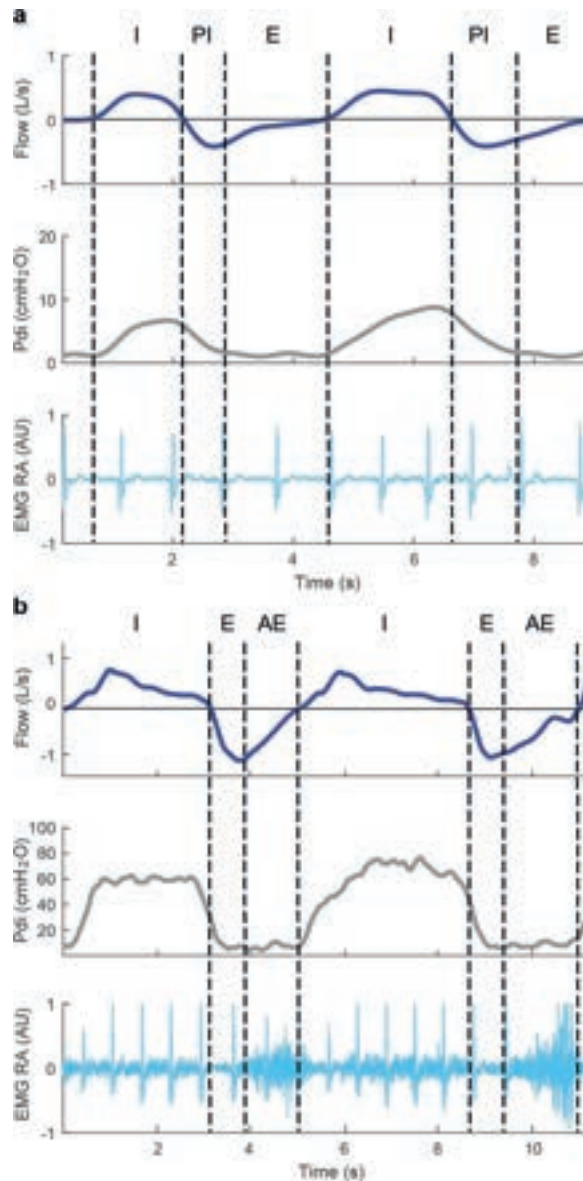 a
I PI E I PI E
Flow (L/s)
1
0
-1
Pdi (cmH₂O)
20
10
0
EMG RA (AU)
1
0
-1
2 4 6 8
Time (s)
b
I E AE I E AE
Flow (L/s)
1
0
-1
Pdi (cmH₂O)
100
80
60
40
20
EMG RA (AU)
1
0
-1
2 4 6 8 10
Time (s)